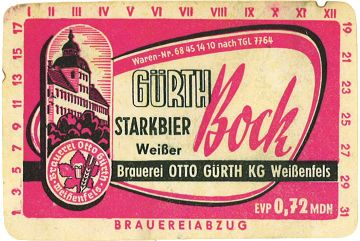 I II III IV V VI VII VIII IX X XI XII
17 15 13 11 9 7 5 3 1
19 21 23 25 27 29 31
Waren-Nr. 68 45 14 10 nach TGL 7764
GÜRTH
Bock
STARKBIER
Weißer
Brauerei Otto Gürth
K.G. Weißenfels
Brauerei OTTO GÜRTH KG Weißenfels
EVP 0,72 MDN
BRAUEREIABZUG